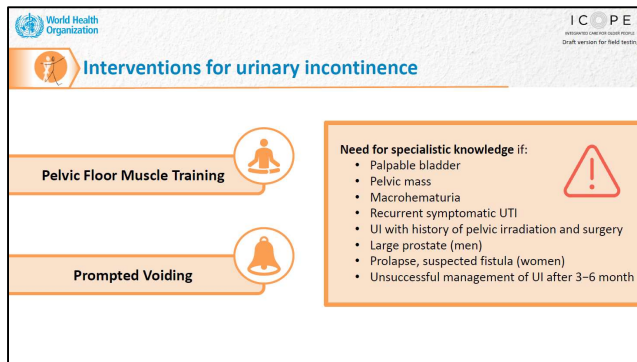 World Health
Organization
ICOPE
INTEGRATED CARE FOR OLDER PEOPLE
Draft version for field testing
Interventions for urinary incontinence
Pelvic Floor Muscle Training
Prompted Voiding
Need for specialistic knowledge if:
• Palpable bladder
• Pelvic mass
• Macrohematuria
• Recurrent symptomatic UTI
• UI with history of pelvic irradiation and surgery
• Large prostate (men)
• Prolapse, suspected fistula (women)
• Unsuccessful management of UI after 3–6 month